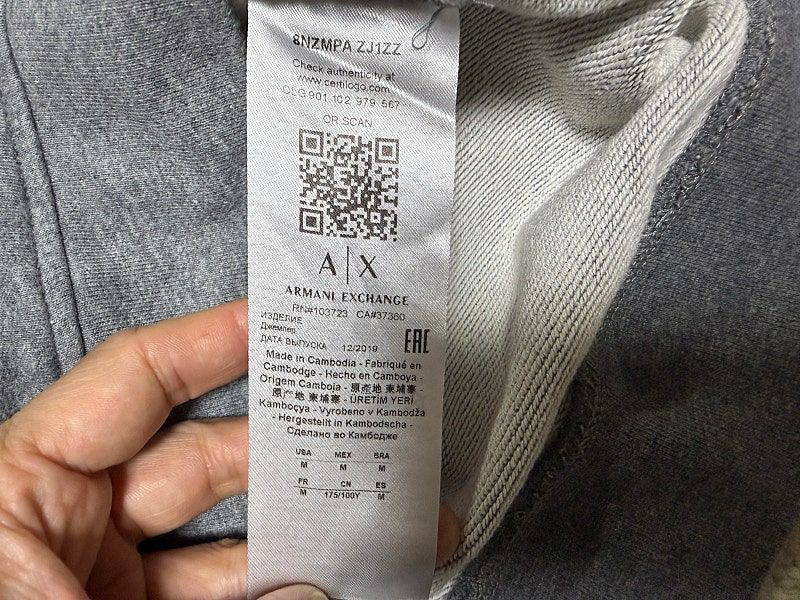 8NZMPA ZJ1ZZ
Check authenticity at
www.certilogo.com
CLG 901 102 979 567
OR SCAN
A|X
ARMANI EXCHANGE
RN#103723 CA#37360
ИЗДЕЛИЕ
Джемпер
ДАТА ВЫПУСКА 12/2019
EAC
Made in Cambodia - Fabriqué en
Cambodge - Hecho en Camboya -
Origem Camboja - 原產地 柬埔寨 -
原产地 柬埔寨 - ÜRETİM YERİ
Kamboçya - Vyrobeno v Kambodža
- Hergestellt in Kambodscha -
Сделано во Камбодже
USA MEX BRA
M M M
FR CN ES
M 175/100Y M